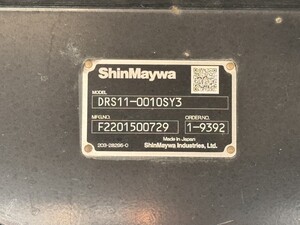 ShinMaywa
MODEL
DRS11-0010SY3
MFG.NO. ORDER.NO.
F2201500729 1-9392
Made in Japan
203-28295-0 ShinMaywa Industries, Ltd.